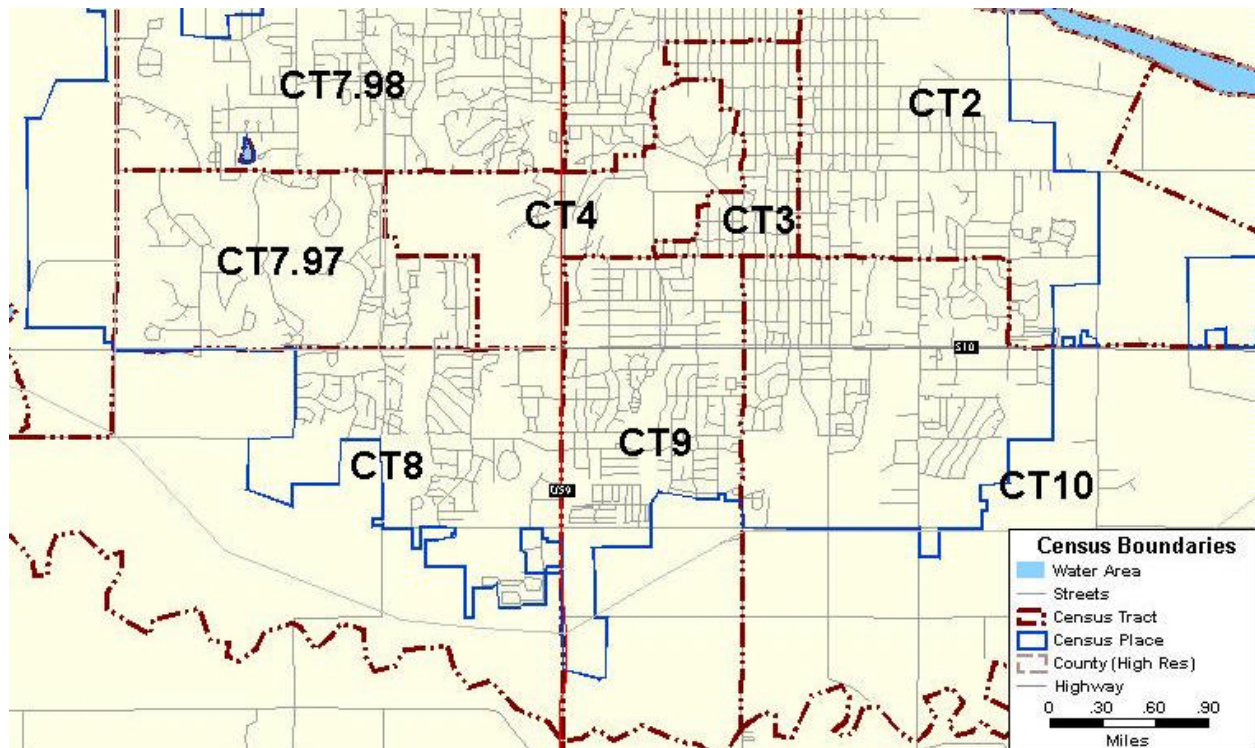 CT7.98
CT2
CT4
CT3
CT7.97
S10
CT9
CT8
US9
CT10
Census Boundaries
Water Area
Streets
Census Tract
Census Place
County (High Res)
Highway
0 .30 .60 .90
Miles